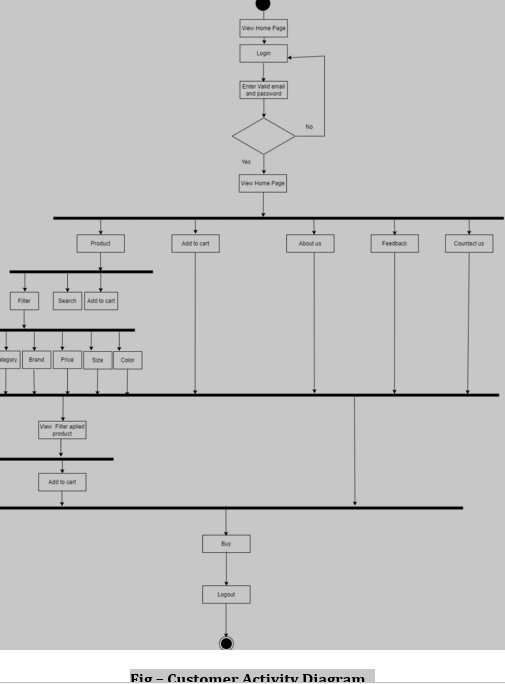 View Home Page
Login
Enter Valid email
and password
No
Yes
View Home Page
Product
Add to cart
About us
Feedback
Countact us
Filter
Search
Add to cart
ategory
Brand
Price
Size
Color
View Filter aplied
product
Add to cart
Buy
Logout
Fig – Customer Activity Diagram